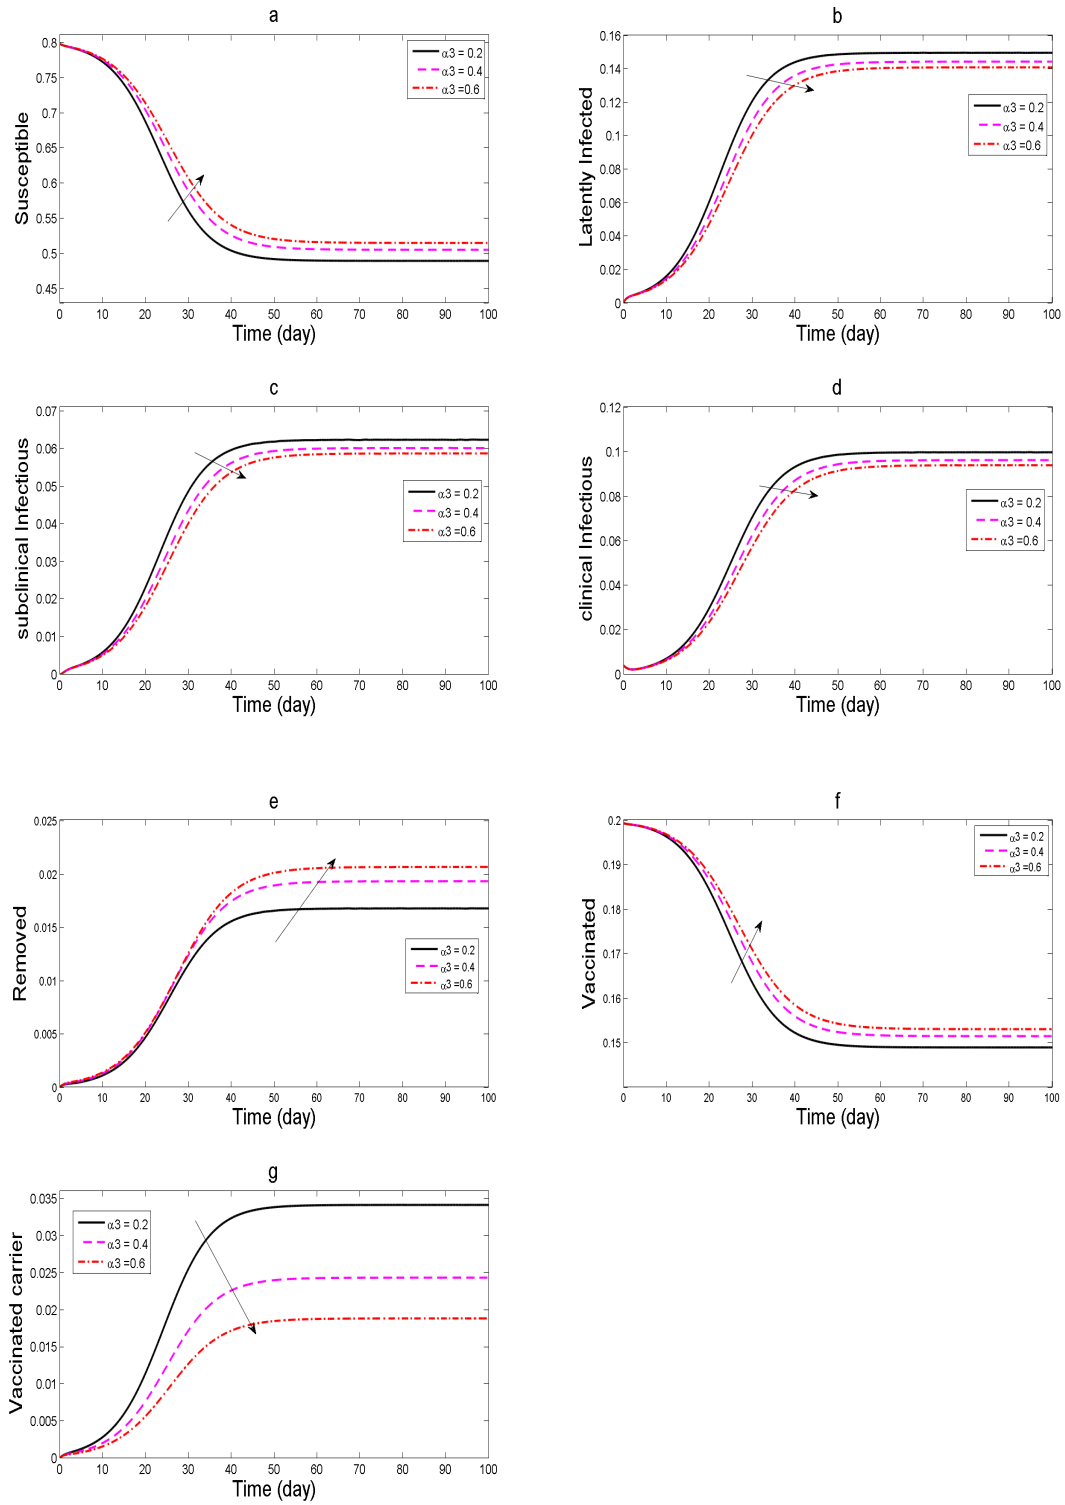 a
0.8
0.75
0.7
0.65
0.6
0.55
0.5
0.45
Susceptible
α3 = 0.2
α3 = 0.4
α3 =0.6
0 10 20 30 40 50 60 70 80 90 100
Time (day)
b
0.16
0.14
0.12
0.1
0.08
0.06
0.04
0.02
0
Latently Infected
α3 = 0.2
α3 = 0.4
α3 =0.6
0 10 20 30 40 50 60 70 80 90 100
Time (day)
c
0.07
0.06
0.05
0.04
0.03
0.02
0.01
0
subclinical Infectious
α3 = 0.2
α3 = 0.4
α3 =0.6
0 10 20 30 40 50 60 70 80 90 100
Time (day)
d
0.12
0.1
0.08
0.06
0.04
0.02
0
clinical Infectious
α3 = 0.2
α3 = 0.4
α3 =0.6
0 10 20 30 40 50 60 70 80 90 100
Time (day)
e
0.025
0.02
0.015
0.01
0.005
0
Removed
α3 = 0.2
α3 = 0.4
α3 =0.6
0 10 20 30 40 50 60 70 80 90 100
Time (day)
f
0.2
0.19
0.18
0.17
0.16
0.15
Vaccinated
α3 = 0.2
α3 = 0.4
α3 =0.6
0 10 20 30 40 50 60 70 80 90 100
Time (day)
g
0.035
0.03
0.025
0.02
0.015
0.01
0.005
0
Vaccinated carrier
α3 = 0.2
α3 = 0.4
α3 =0.6
0 10 20 30 40 50 60 70 80 90 100
Time (day)